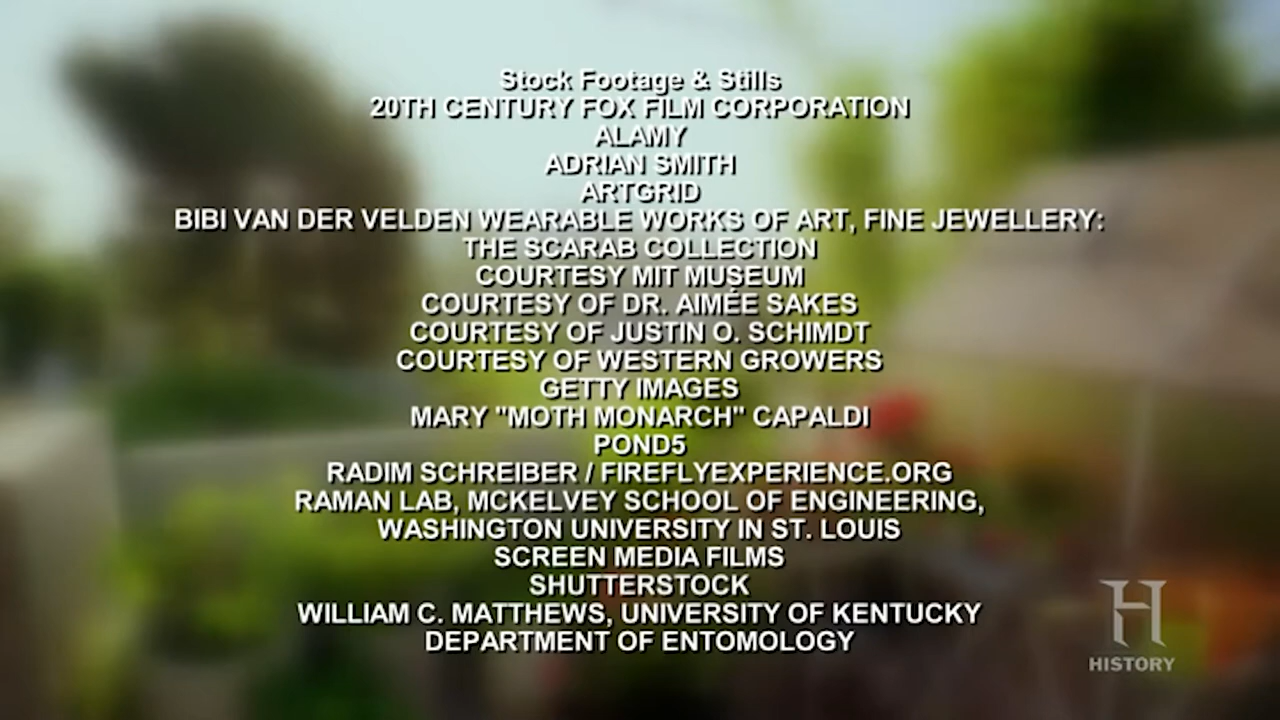 Stock Footage & Stills
20TH CENTURY FOX FILM CORPORATION
ALAMY
ADRIAN SMITH
ARTGRID
BIBI VAN DER VELDEN WEARABLE WORKS OF ART, FINE JEWELLERY:
THE SCARAB COLLECTION
COURTESY MIT MUSEUM
COURTESY OF DR. AIMÉE SAKES
COURTESY OF JUSTIN O. SCHIMDT
COURTESY OF WESTERN GROWERS
GETTY IMAGES
MARY "MOTH MONARCH" CAPALDI
POND5
RADIM SCHREIBER / FIREFLYEXPERIENCE.ORG
RAMAN LAB, MCKELVEY SCHOOL OF ENGINEERING,
WASHINGTON UNIVERSITY IN ST. LOUIS
SCREEN MEDIA FILMS
SHUTTERSTOCK
WILLIAM C. MATTHEWS, UNIVERSITY OF KENTUCKY
DEPARTMENT OF ENTOMOLOGY
H
HISTORY